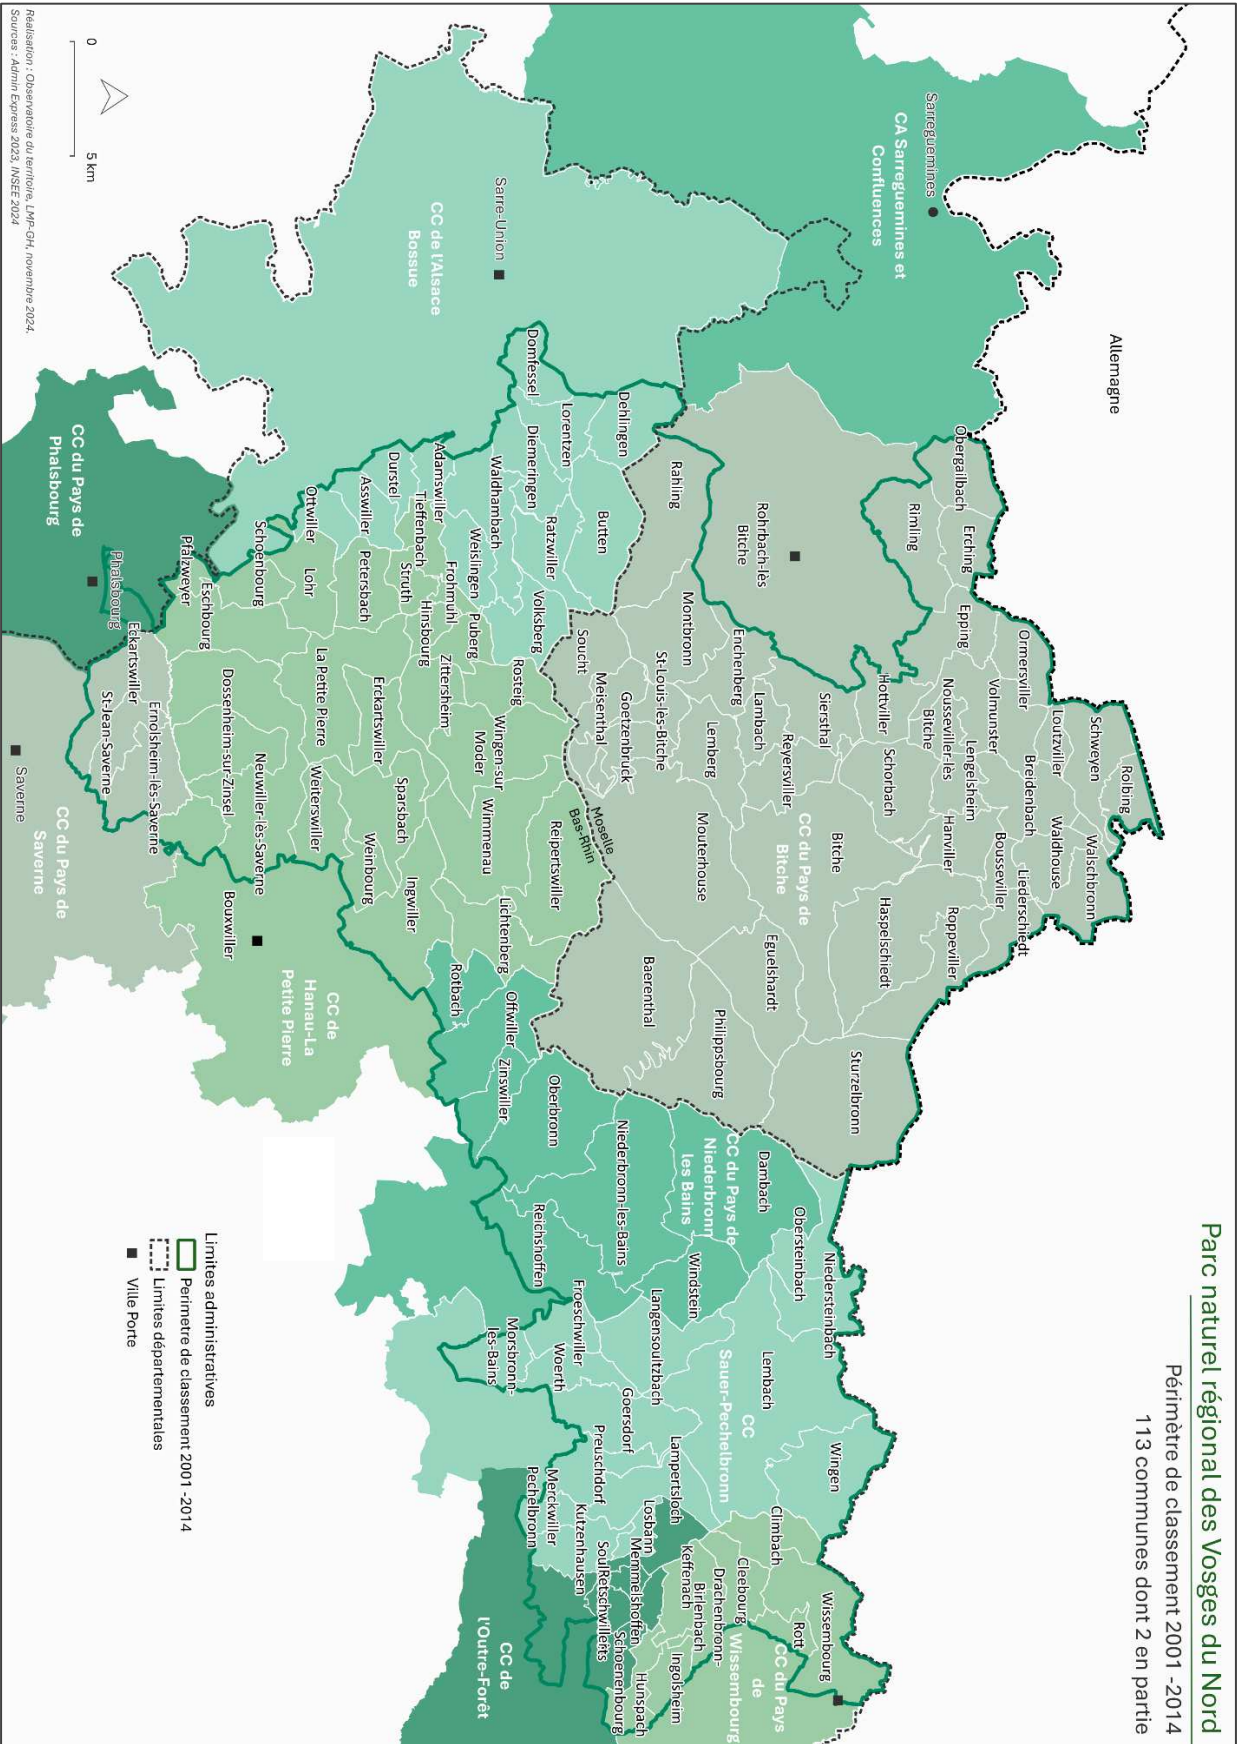 Parc naturel régional des Vosges du Nord
Périmètre de classement 2001 -2014
113 communes dont 2 en partie
Allemagne
Sarreguemines
CA Sarreguemines et
Confluences
Sarre-Union
CC de l'Alsace
Bossue
Obergailbach
Erching
Rimling
Epping
Ormersville
Volmunster
Loutzviller
Schweyen
Rolbing
Breidenbach
Waldhouse
Walschbronn
Lengelsheim
Nousseviller-lès
Bitche
Hottviller
Schorbach
Hanviller
Bousseviller
Liederschiedt
Roppeviller
Haspelschiedt
Rohrbach-lès
Bitche
Rahling
Siersthal
Reyersviller
Lambach
Enchenberg
Lemberg
Montbronn
St-Louis-lès-Bitche
Goetzenbruck
Meisenthal
Soucht
Bitche
CC du Pays de
Bitche
Mouterhouse
Eguelshardt
Baerenthal
Philippsbourg
Sturzelbronn
Moselle
Bas-Rhin
Domfessel
Dehlingen
Lorentzen
Diemeringen
Butten
Ratzwiller
Waldhambach
Volksberg
Weislingen
Adamswiller
Tieffenbach
Durstel
Asswiller
Ottwiller
Frohmuhl
Puberg
Hinsbourg
Struth
Petersbach
Lohr
Schoenbourg
Rosteig
Zittersheim
Wingen-sur
Moder
Wimmenau
Reipertswiller
Erckartswiller
Sparsbach
La Petite Pierre
Weiterswiller
Weinbourg
Ingwiller
Lichtenberg
Eschbourg
Pfalzweyer
Dossenheim-sur-Zinsel
Neuwiller-lès-Saverne
Bouxwiller
CC de
Hanau-La
Petite Pierre
CC du Pays de
Phalsbourg
Phalsbourg
Eckartswiller
Ernolsheim-lès-Saverne
St-Jean-Saverne
Saverne
CC du Pays de
Saverne
Rotbach
Offwiller
Zinswiller
Oberbronn
Niederbronn-les-Bains
Reichshoffen
CC du Pays de
Niederbronn
les Bains
Dambach
Windstein
Obersteinbach
Niedersteinbach
Lembach
Wingen
Langensoultzbach
Froeschwiller
Woerth
Morsbronn-
les-Bains
Goersdorf
Preuschdorf
Lampertsloch
CC
Sauer-Pechelbronn
Merckwiller
Pechelbronn
Kutzenhausen
Losbann
Memmelshoffen
Retschwiller
Keffenach
Birlenbach
Drachenbronn-
Cleebourg
Climbach
Rott
Wissembourg
CC du Pays
de
Wissembourg
Ingolsheim
Hunspach
Schoenenbourg
CC de
l'Outre-Forêt
Limites administratives
Perimetre de classement 2001 -2014
Limites départementales
Ville Porte
0
5 km
Réalisation : Observatoire du territoire, LMP-GH, novembre 2024.
Sources : Admin Express 2023, INSEE 2024